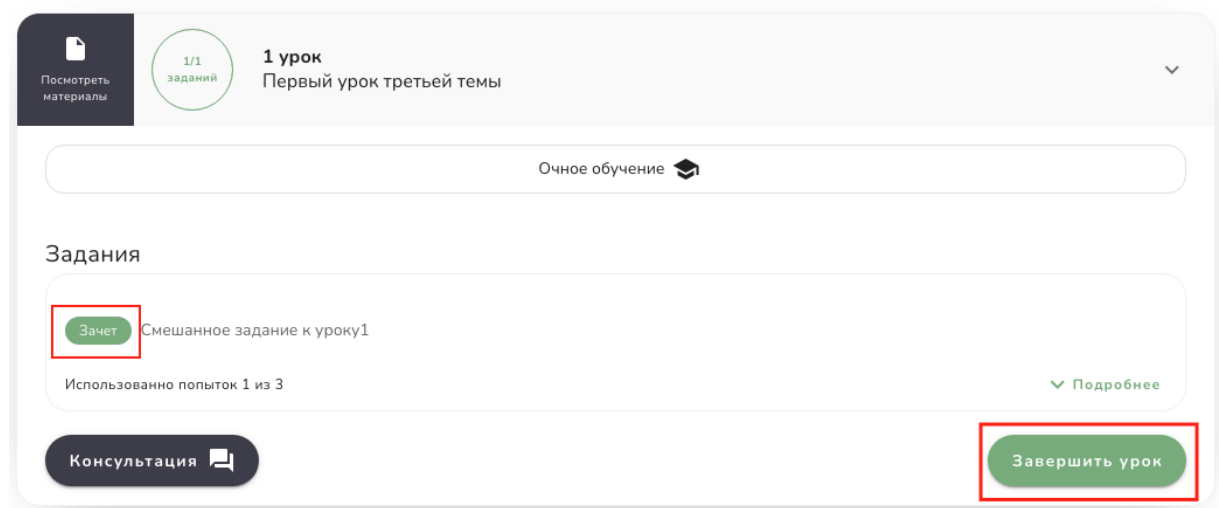 Посмотреть
материалы
1/1
заданий
1 урок
Первый урок третьей темы
Очное обучение
Задания
Зачет Смешанное задание к уроку1
Использованно попыток 1 из 3
Подробнее
Консультация
Завершить урок